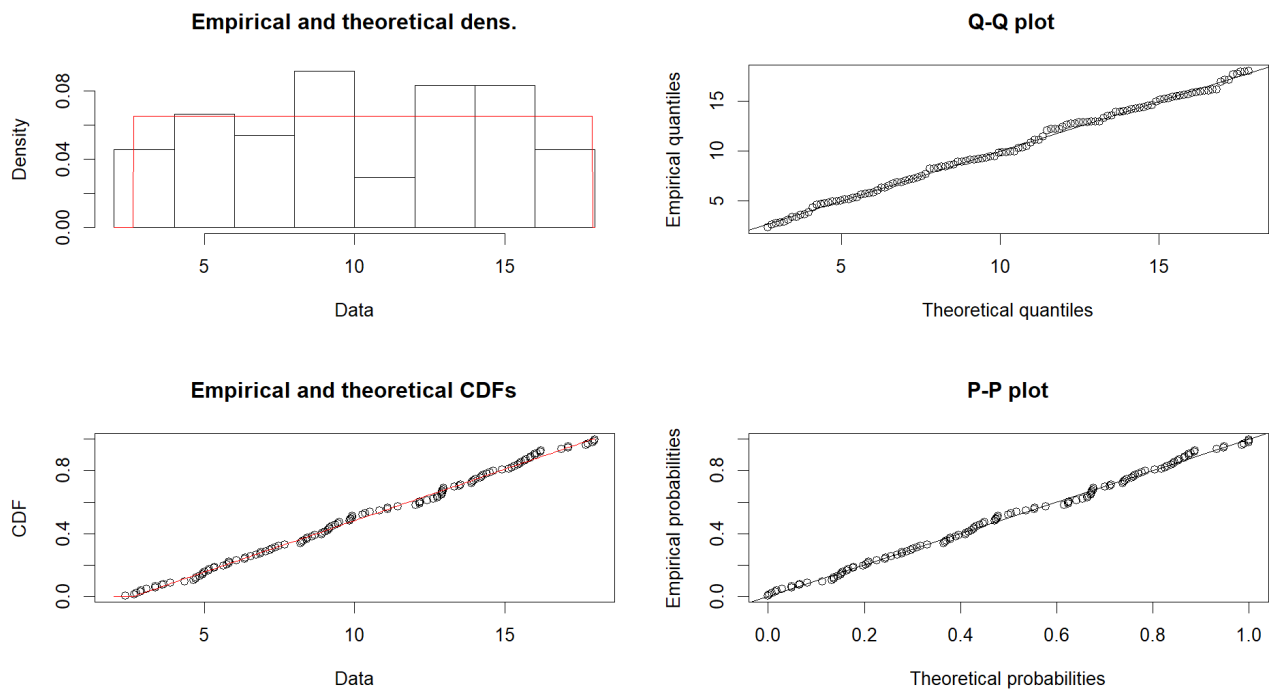 Empirical and theoretical dens.
Density
0.00
0.04
0.08
5
10
15
Data
Q-Q plot
Empirical quantiles
5
10
15
5
10
15
Theoretical quantiles
Empirical and theoretical CDFs
CDF
0.0
0.4
0.8
5
10
15
Data
P-P plot
Empirical probabilities
0.0
0.4
0.8
0.0
0.2
0.4
0.6
0.8
1.0
Theoretical probabilities